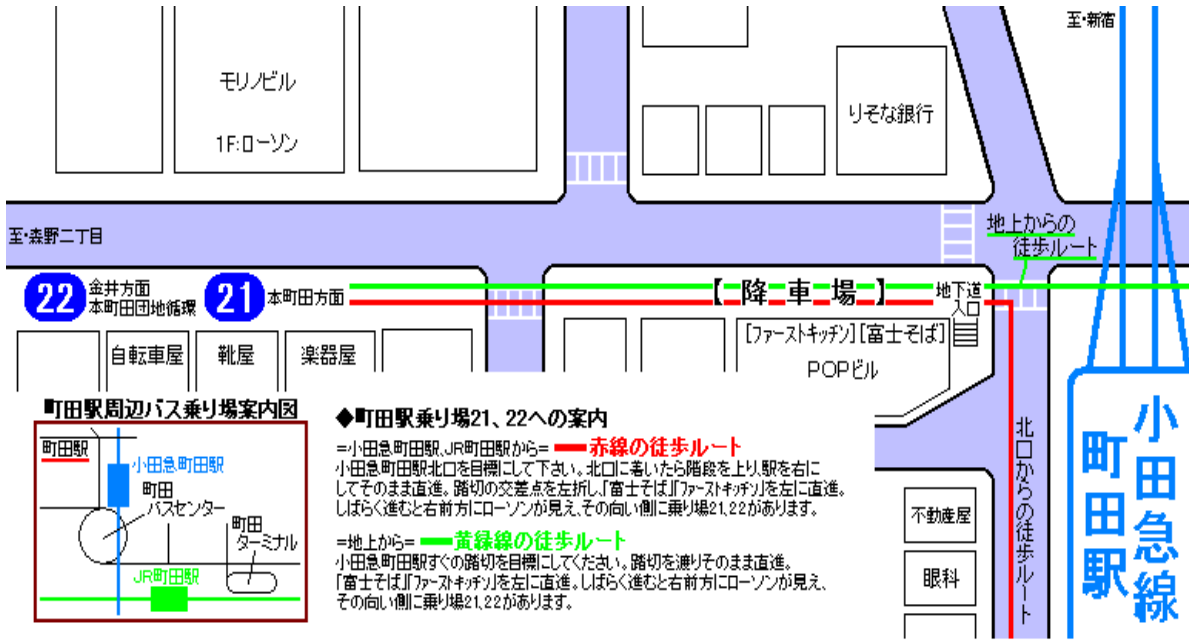 至・新宿
モリノビル
1F:ローソン
りそな銀行
至・森野二丁目
地上からの
徒歩ルート
22
金井方面
本町田団地循環
21
本町田方面
【降車場】
地下道
入口
自転車屋
靴屋
楽器屋
[ファーストキッチン][富士そば]
POPビル
小田急線
町田駅
北口からの徒歩ルート
不動産屋
眼科
町田駅周辺バス乗り場案内図
町田駅
小田急町田駅
町田
バスセンター
町田
ターミナル
JR町田駅
◆町田駅乗り場21、22への案内
=小田急町田駅、JR町田駅から= 赤線の徒歩ルート
小田急町田駅北口を目標にして下さい。北口に着いたら階段を上り、駅を右に
してそのまま直進。踏切の交差点を左折し、「富士そば」「ファーストキッチン」を左に直進。
しばらく進むと右前方にローソンが見え、その向い側に乗り場21、22があります。
=地上から= 黄緑線の徒歩ルート
小田急町田駅すぐの踏切を目標にしてください。踏切を渡りそのまま直進。
「富士そば」「ファーストキッチン」を左に直進。しばらく進むと右前方にローソンが見え、
その向い側に乗り場21、22があります。